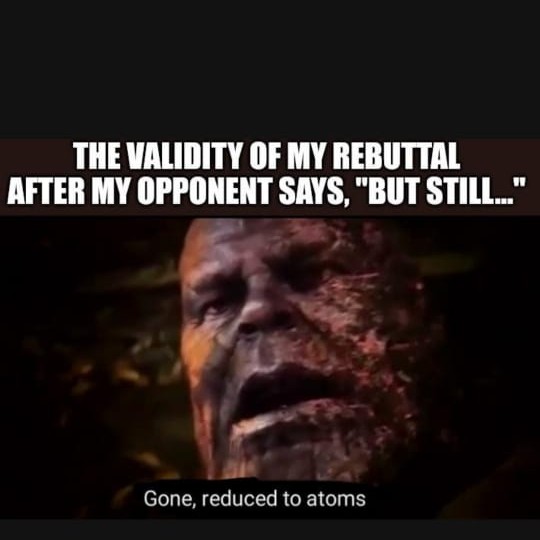 THE VALIDITY OF MY REBUTTAL
AFTER MY OPPONENT SAYS, "BUT STILL..."
Gone, reduced to atoms